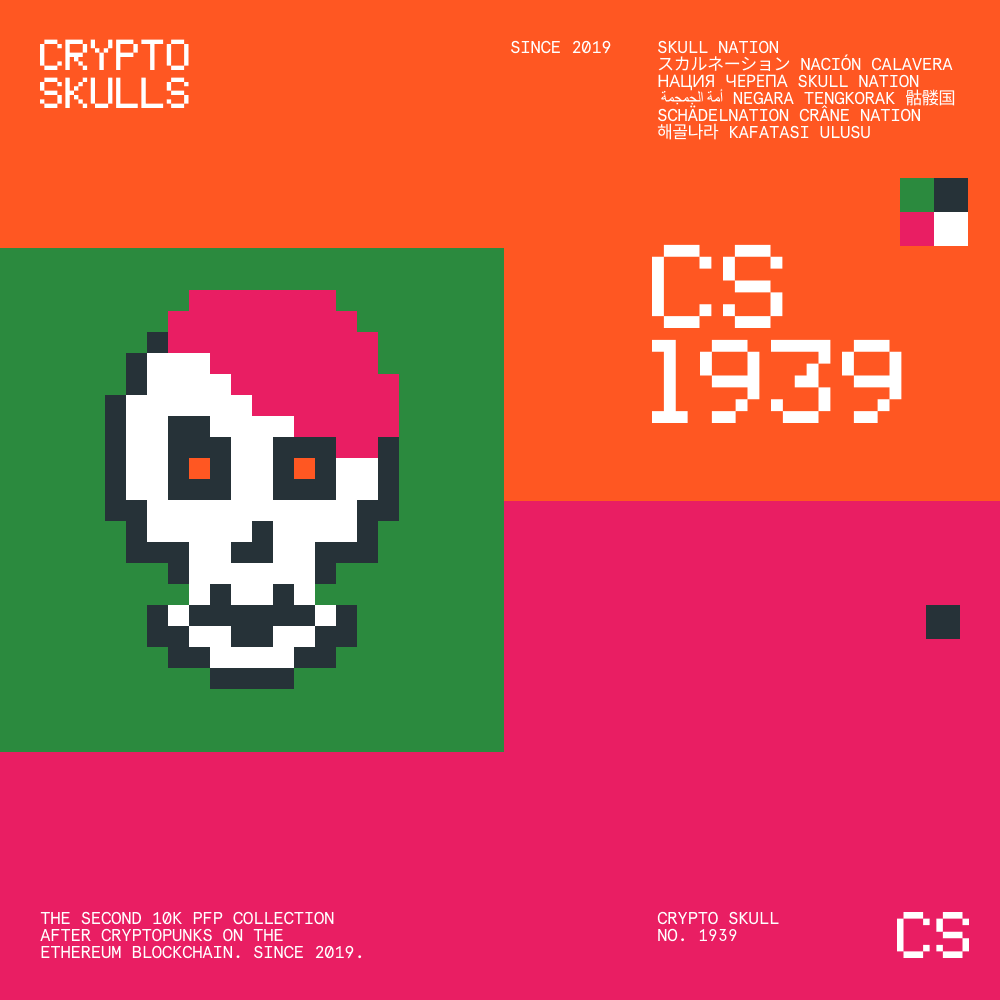 CRYPTO
SKULLS
SINCE 2019
SKULL NATION
スカルネーション NACIÓN CALAVERA
НАЦИЯ ЧЕРЕПА SKULL NATION
أمة الجمجمة NEGARA TENGKORAK 骷髅国
SCHÄDELNATION CRÂNE NATION
해골나라 KAFATASI ULUSU
CS
1939
THE SECOND 10K PFP COLLECTION
AFTER CRYPTOPUNKS ON THE
ETHEREUM BLOCKCHAIN. SINCE 2019.
CRYPTO SKULL
NO. 1939
CS